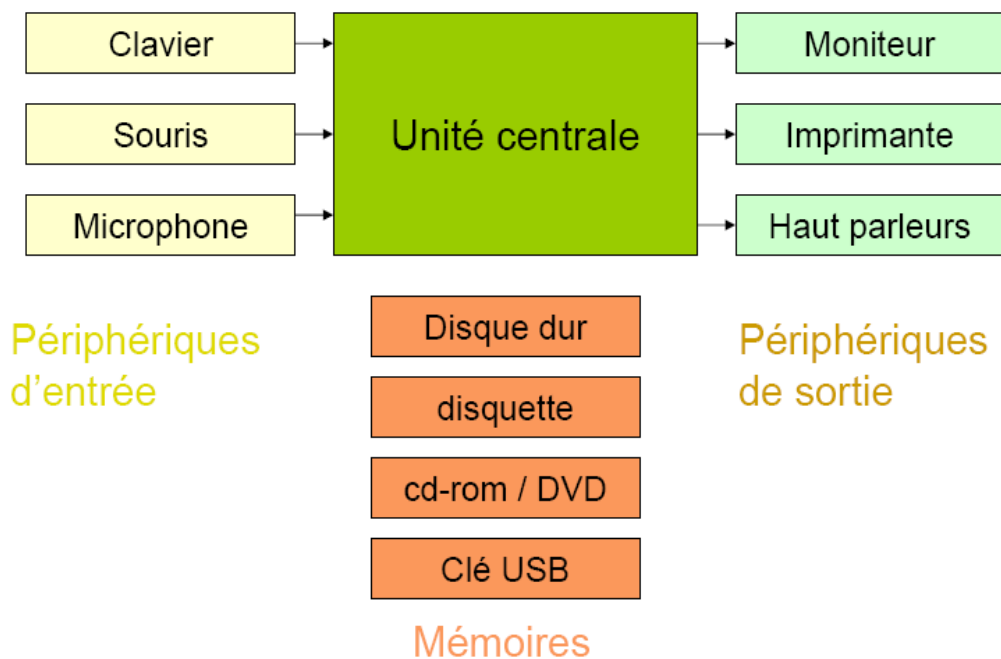 Clavier
Souris
Microphone
Unité centrale
Moniteur
Imprimante
Haut parleurs
Périphériques
d'entrée
Disque dur
disquette
cd-rom / DVD
Clé USB
Mémoires
Périphériques
de sortie